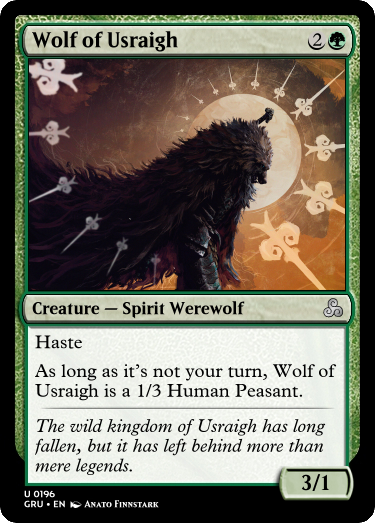 Wolf of Usraigh 2
Creature — Spirit Werewolf
Haste
As long as it's not your turn, Wolf of
Usraigh is a 1/3 Human Peasant.
The wild kingdom of Usraigh has long
fallen, but it has left behind more than
mere legends.
3/1
U 0196
GRU • EN Anato Finnstark